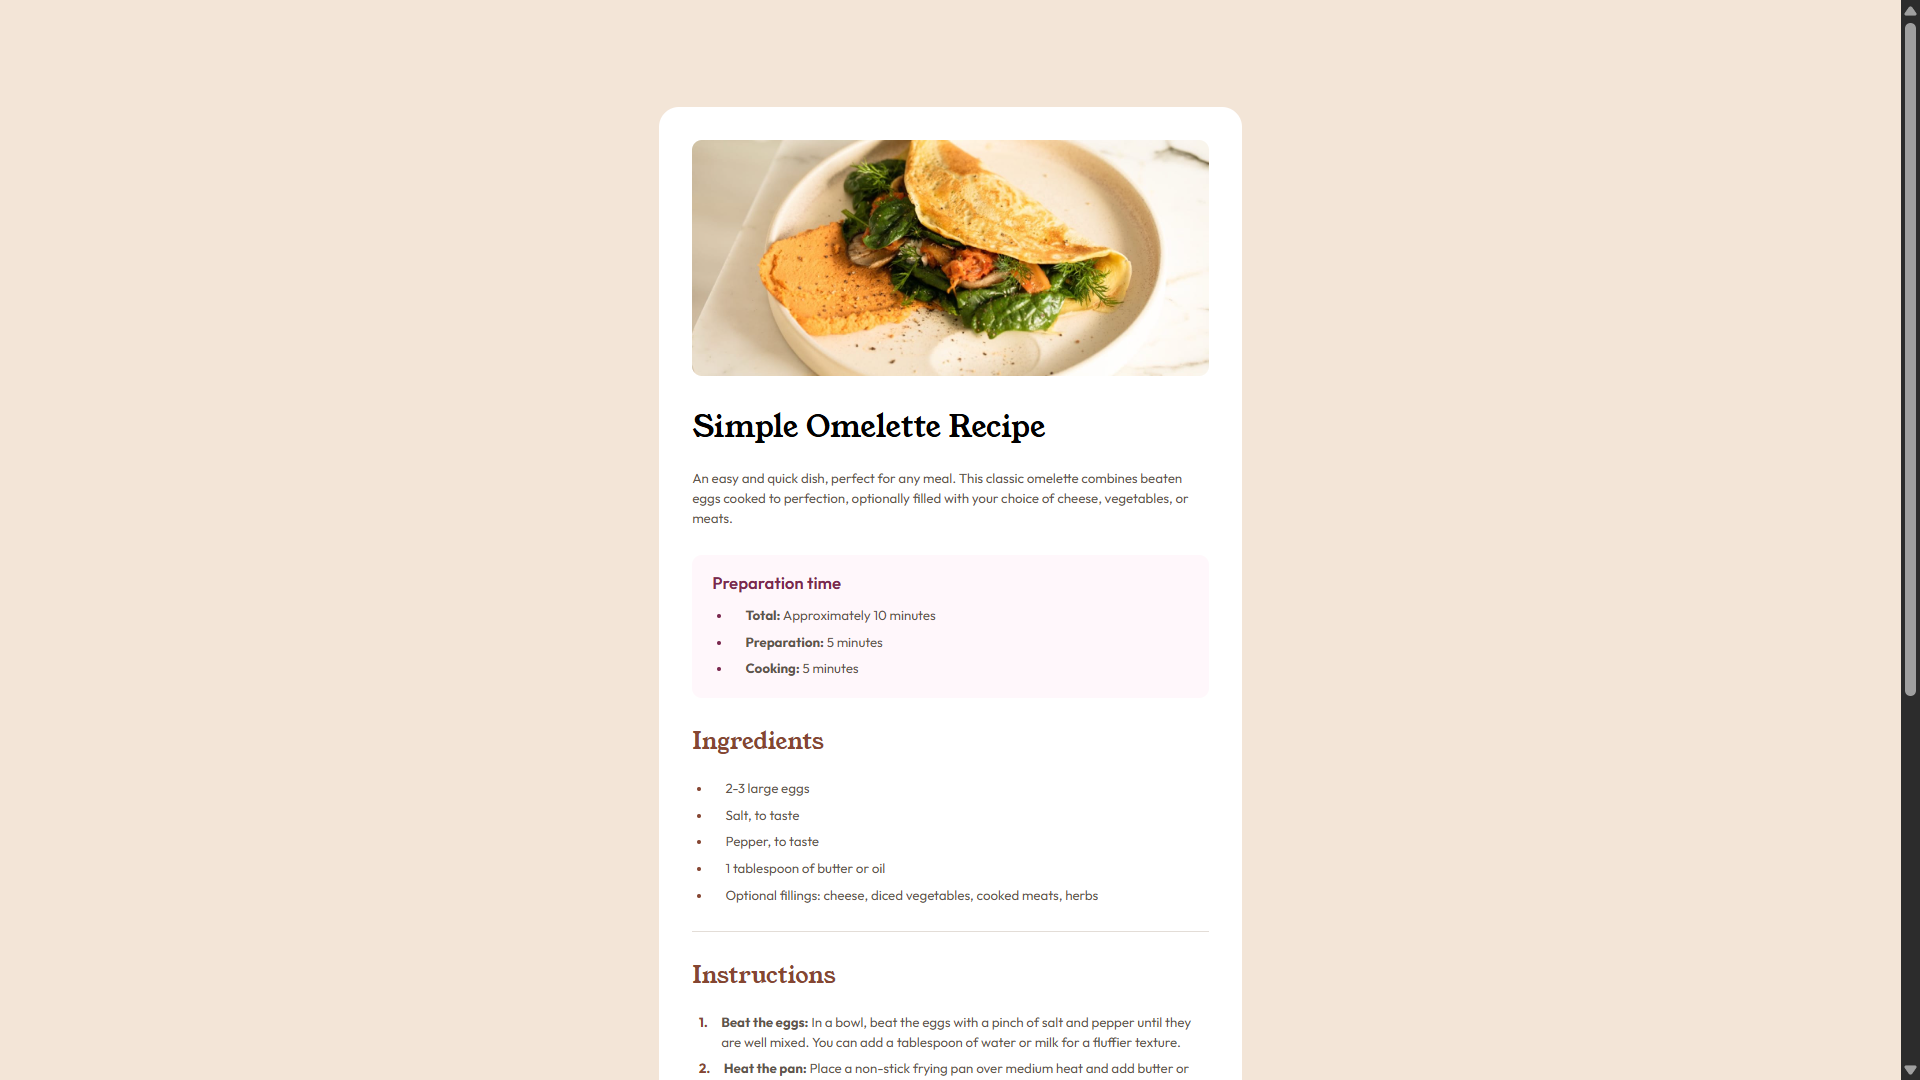 Simple Omelette Recipe
An easy and quick dish, perfect for any meal. This classic omelette combines beaten
eggs cooked to perfection, optionally filled with your choice of cheese, vegetables, or
meats.
Preparation time
• Total: Approximately 10 minutes
• Preparation: 5 minutes
• Cooking: 5 minutes
Ingredients
• 2-3 large eggs
• Salt, to taste
• Pepper, to taste
• 1 tablespoon of butter or oil
• Optional fillings: cheese, diced vegetables, cooked meats, herbs
Instructions
1. Beat the eggs: In a bowl, beat the eggs with a pinch of salt and pepper until they
are well mixed. You can add a tablespoon of water or milk for a fluffier texture.
2. Heat the pan: Place a non-stick frying pan over medium heat and add butter or